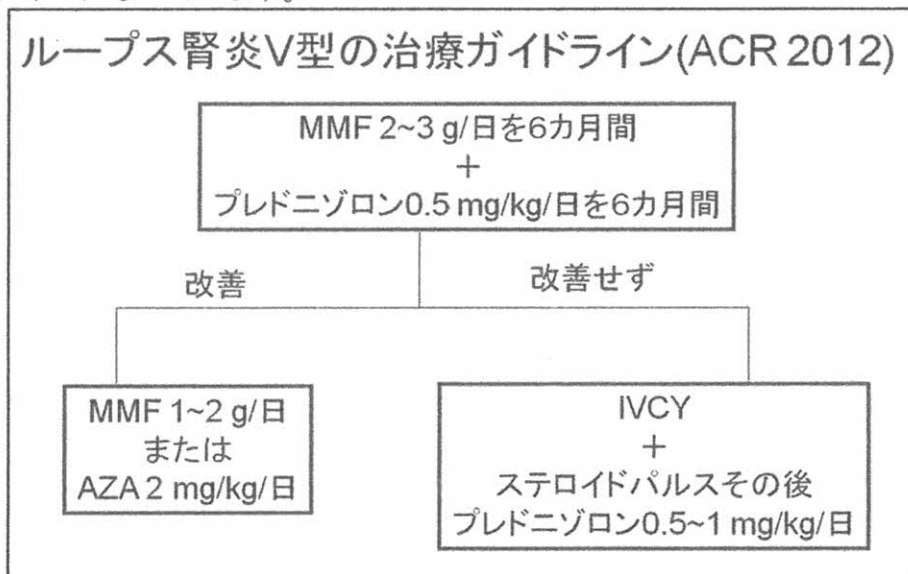 ループス腎炎Ⅴ型の治療ガイドライン(ACR 2012)
MMF 2~3 g/日を6カ月間
+
プレドニゾロン0.5 mg/kg/日を6カ月間
改善
改善せず
MMF 1~2 g/日
または
AZA 2 mg/kg/日
IVCY
+
ステロイドパルスその後
プレドニゾロン0.5~1 mg/kg/日